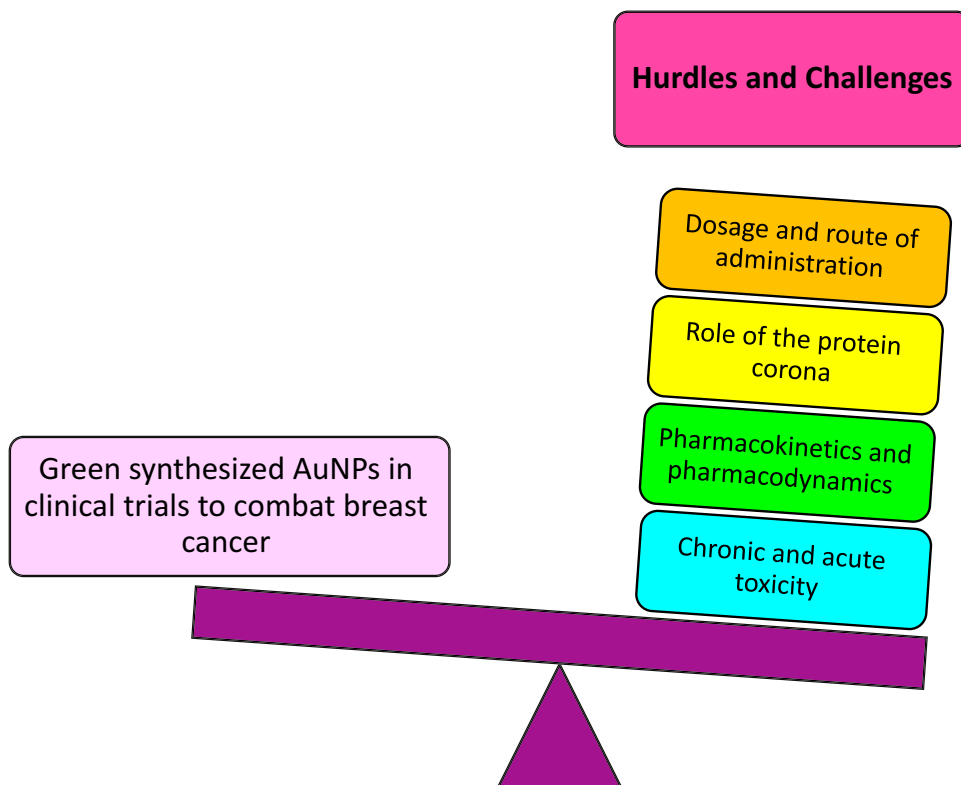 Hurdles and Challenges
Dosage and route of
administration
Role of the protein
corona
Pharmacokinetics and
pharmacodynamics
Chronic and acute
toxicity
Green synthesized AuNPs in
clinical trials to combat breast
cancer